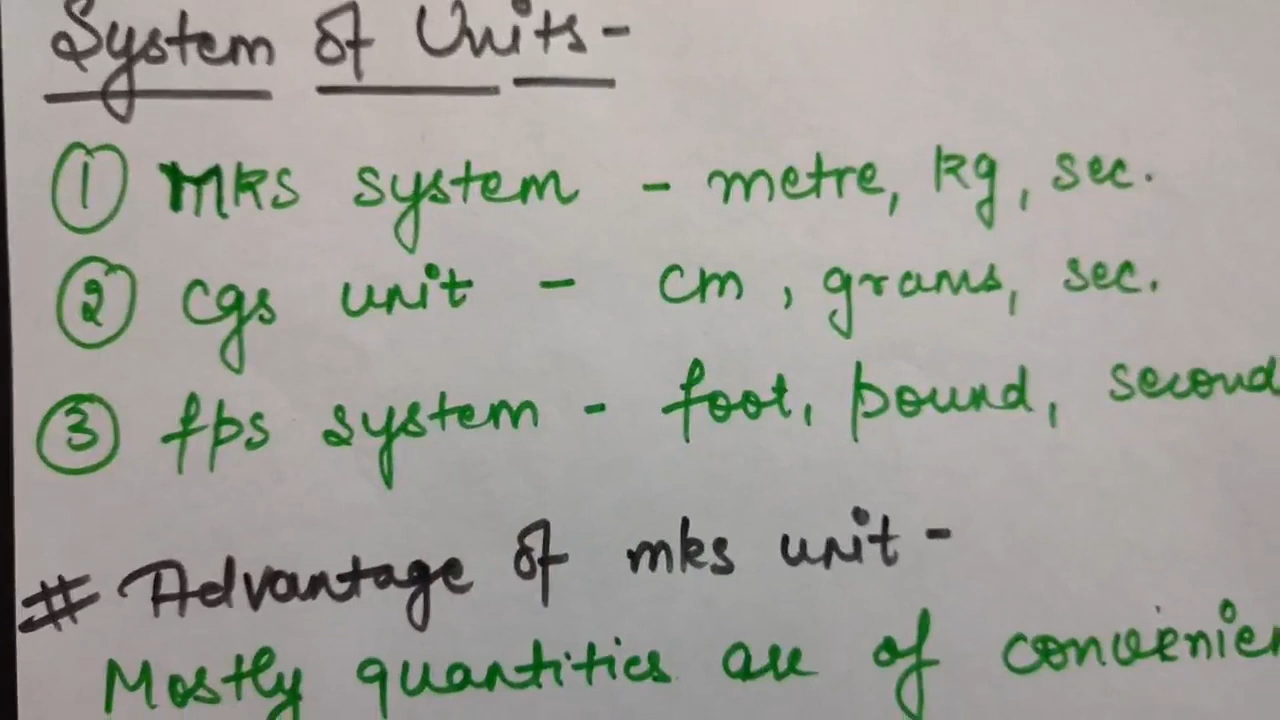 System of Units-
① MKS system - metre, kg, sec.
② cgs unit - cm, grams, sec.
③ fps system - foot, pound, second
# Advantage of mks unit -
Mostly quantities are of convenien